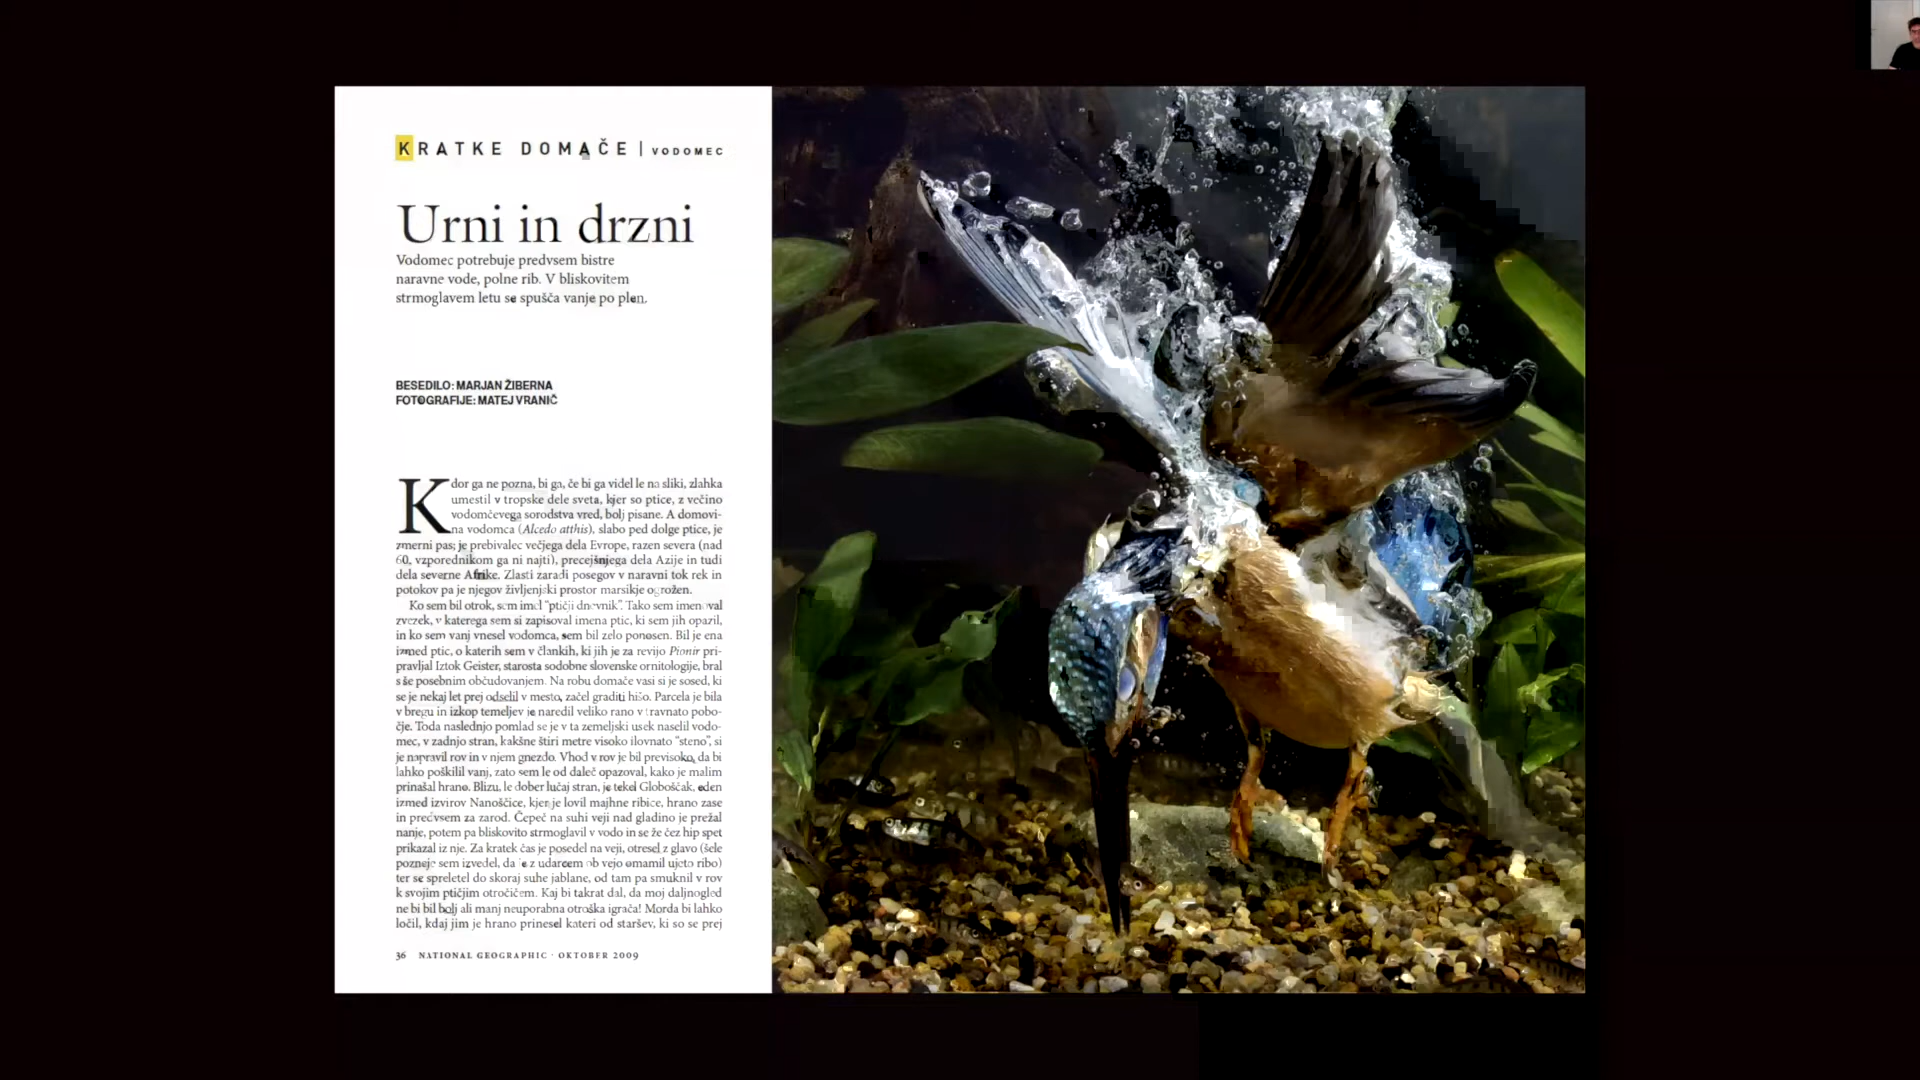 KRATKE DOMAČE | VODOMEC
Urni in drzni
Vodomec potrebuje predvsem bistre
naravne vode, polne rib. V bliskovitem
strmoglavem letu se spušča vanje po plen.
BESEDILO: MARJAN ŽIBERNA
FOTOGRAFIJE: MATEJ VRANIČ
Kdor ga ne pozna, bi ga, če bi ga videl le na sliki, zlahka
umestil v tropske dele sveta, kjer so ptice, z večino
vodomčevega sorodstva vred, bolj pisane. A domovi-
na vodomca (Alcedo atthis), slabo ped dolge ptice, je
zmerni pas; je prebivalec večjega dela Evrope, razen severa (nad
60. vzporednikom ga ni najti), precejšnjega dela Azije in tudi
dela severne Afrike. Zlasti zaradi posegov v naravni tok rek in
potokov pa je njegov življenjski prostor marsikje ogrožen.
Ko sem bil otrok, sem imel "ptičji dnevnik". Tako sem imenoval
zvezek, v katerega sem si zapisoval imena ptic, ki sem jih opazil,
in ko sem vanj vnesel vodomca, sem bil zelo ponosen. Bil je ena
izmed ptic, o katerih sem v člankih, ki jih je za revijo Pionir pri-
pravljal Iztok Geister, starosta sodobne slovenske ornitologije, bral
s še posebnim občudovanjem. Na robu domače vasi si je sosed, ki
se je nekaj let prej odselil v mesto, začel graditi hišo. Parcela je bila
v bregu in izkop temeljev je naredil veliko rano v travnato pobo-
čje. Toda naslednjo pomlad se je v ta zemeljski usek naselil vodo-
mec, v zadnjo stran, kakšne štiri metre visoko ilovnato "steno", si
je napravil rov in v njem gnezdo. Vhod v rov je bil previsoko, da bi
lahko poškilil vanj, zato sem le od daleč opazoval, kako je malim
prinašal hrano. Blizu, le dober lučaj stran, je tekel Globoščak, eden
izmed izvirov Nanoščice, kjer je lovil majhne ribice, hrano zase
in predvsem za zarod. Čepeč na suhi veji nad gladino je prežal
nanje, potem pa bliskovito strmoglavil v vodo in se že čez hip spet
prikazal iz nje. Za kratek čas je posedel na veji, otresel z glavo (šele
pozneje sem izvedel, da je z udarcem ob vejo omamil ujeto ribo)
ter se spreletel do skoraj suhe jablane, od tam pa smuknil v rov
k svojim ptičjim otročičem. Kaj bi takrat dal, da moj daljnogled
ne bi bil bolj ali manj neuporabna otroška igrača! Morda bi lahko
ločil, kdaj jim je hrano prinesel kateri od staršev, ki so se prej
36 NATIONAL GEOGRAPHIC · OKTOBER 2009